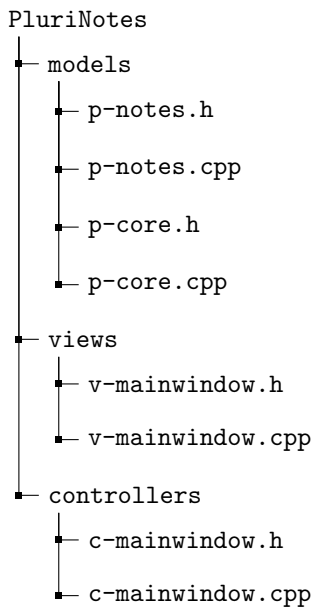 PluriNotes
models
p-notes.h
p-notes.cpp
p-core.h
p-core.cpp
views
v-mainwindow.h
v-mainwindow.cpp
controllers
c-mainwindow.h
c-mainwindow.cpp